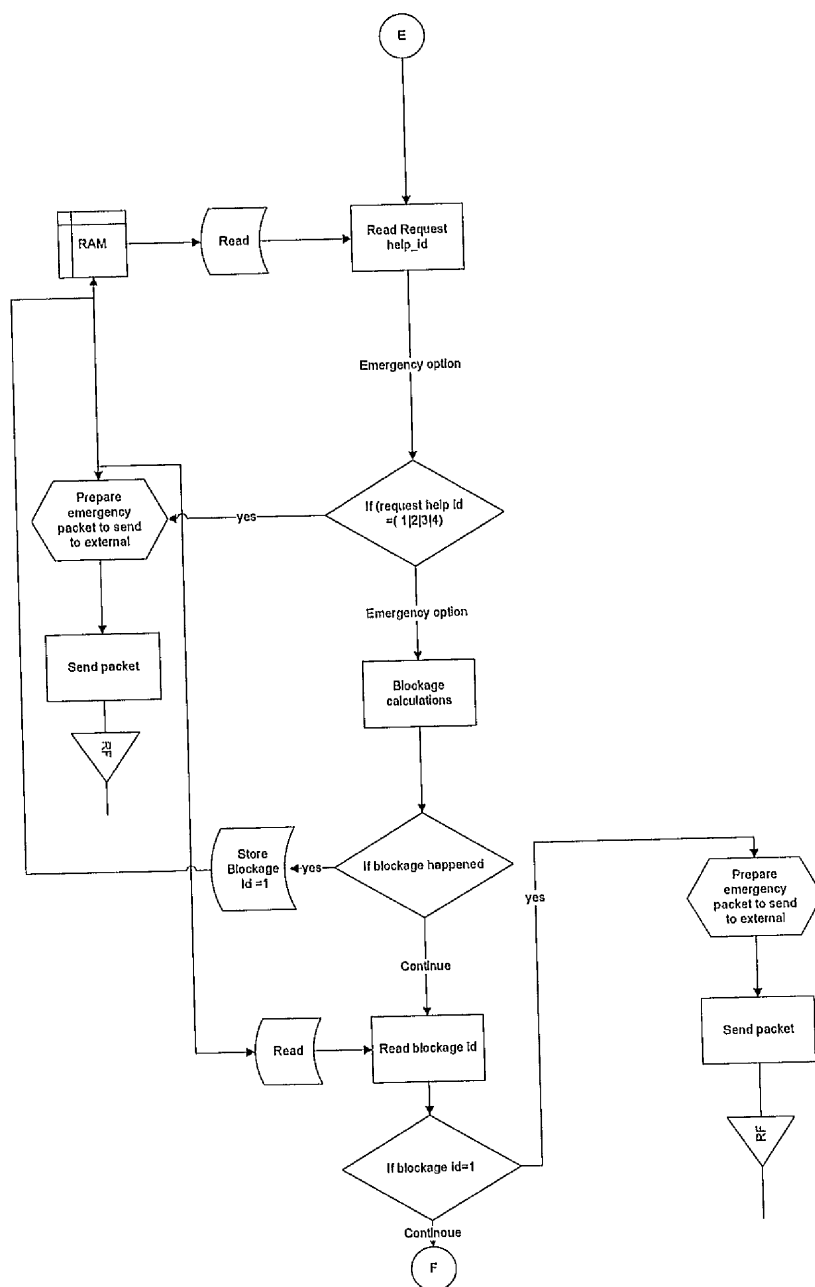 E
RAM
Read
Read Request
help_id
Emergency option
Prepare
emergency
packet to send
to external
yes
If (request help id
=( 1|2|3|4)
Emergency option
Send packet
Blockage
calculations
RF
Store
Blockage
Id =1
yes
If blockage happened
yes
Prepare
emergency
packet to send
to external
Continue
Send packet
Read
Read blockage id
RF
If blockage id=1
Continoue
F